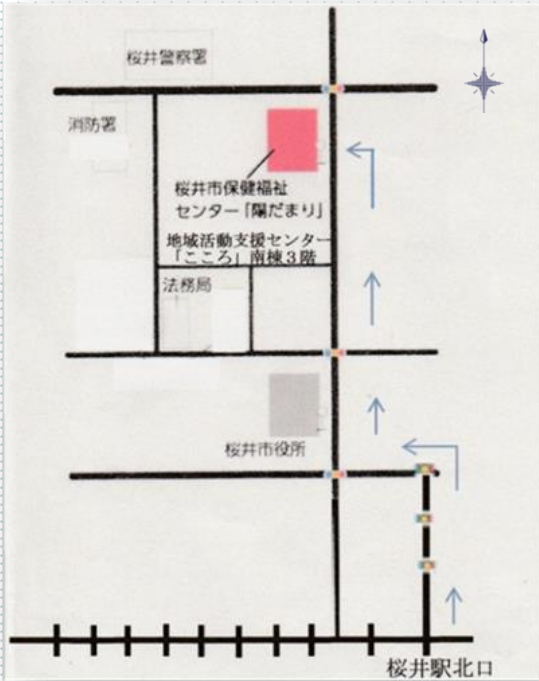 桜井警察署
消防署
桜井市保健福祉
センター「陽だまり」
地域活動支援センター
「こころ」南棟3階
法務局
桜井市役所
桜井駅北口